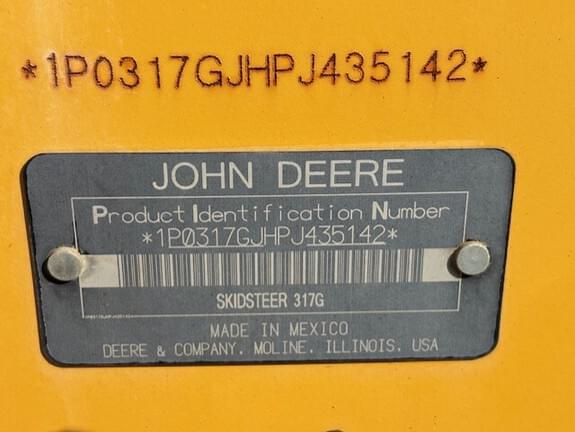 *1P0317GJHPJ435142*
JOHN DEERE
Product Identification Number
*1P0317GJHPJ435142*
SKIDSTEER 317G
MADE IN MEXICO
DEERE & COMPANY. MOLINE. ILLINOIS. USA